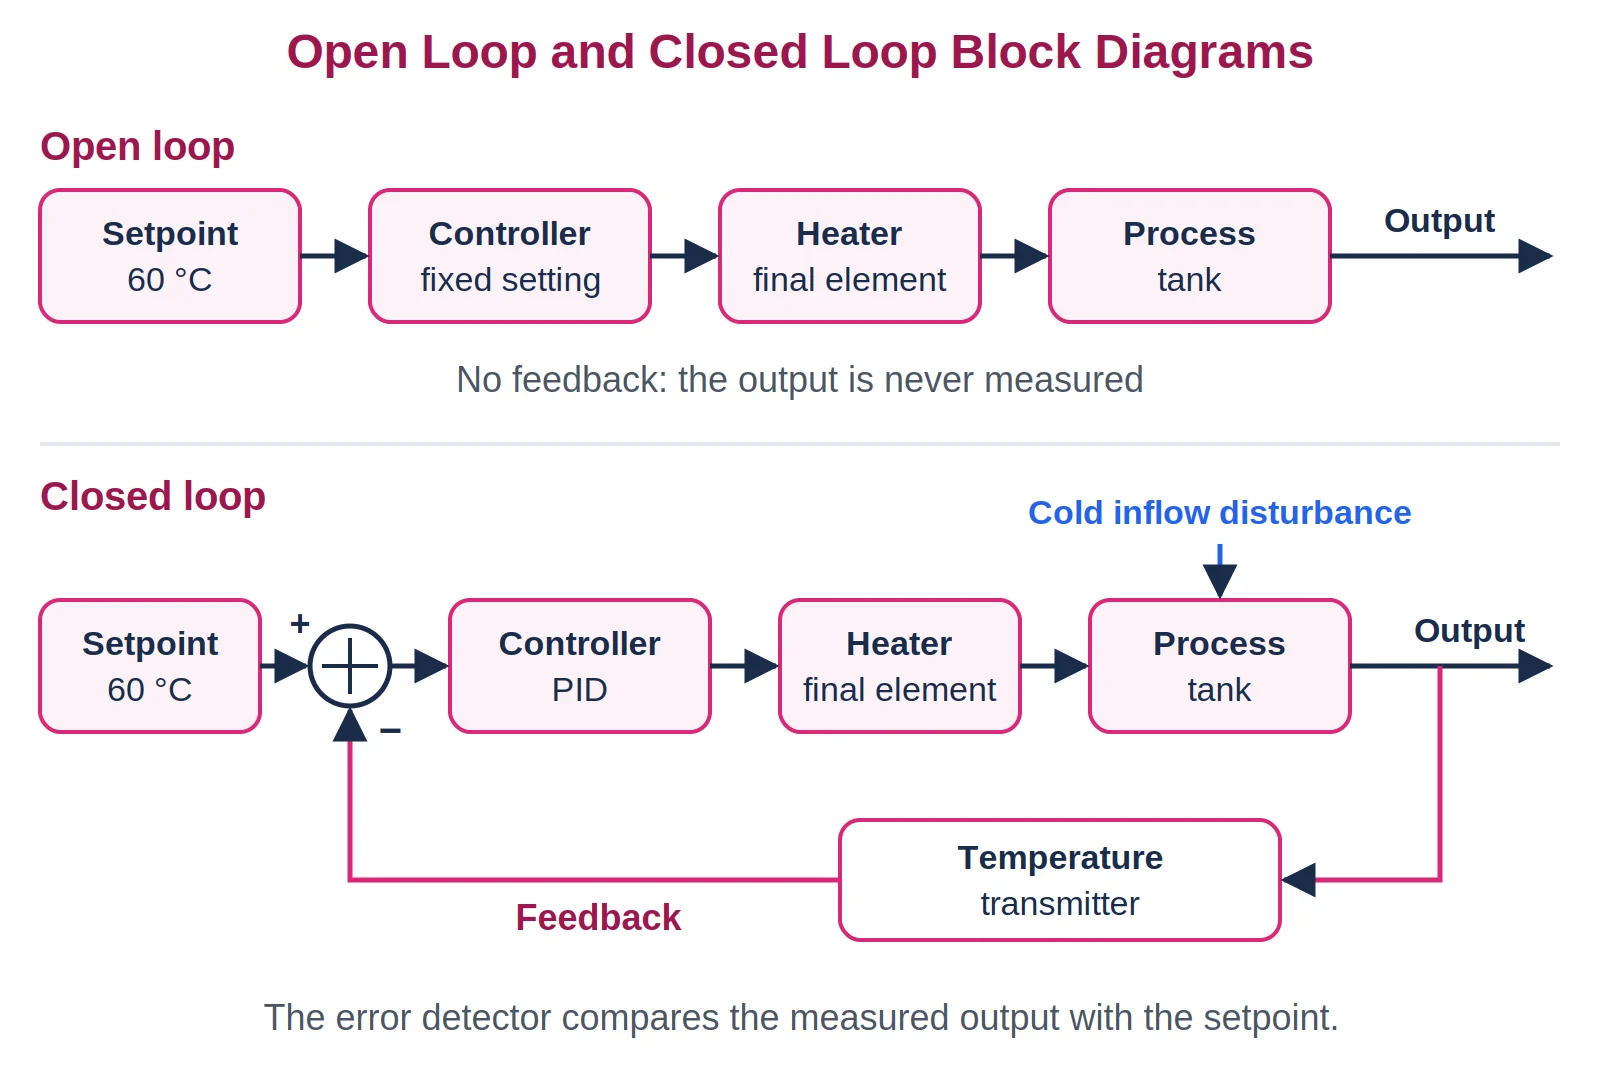 Open Loop and Closed Loop Block Diagrams
Open loop
Setpoint
60 °C
Controller
fixed setting
Heater
final element
Process
tank
Output
No feedback: the output is never measured
Closed loop
Cold inflow disturbance
Setpoint
60 °C
+
−
Controller
PID
Heater
final element
Process
tank
Output
Temperature
transmitter
Feedback
The error detector compares the measured output with the setpoint.